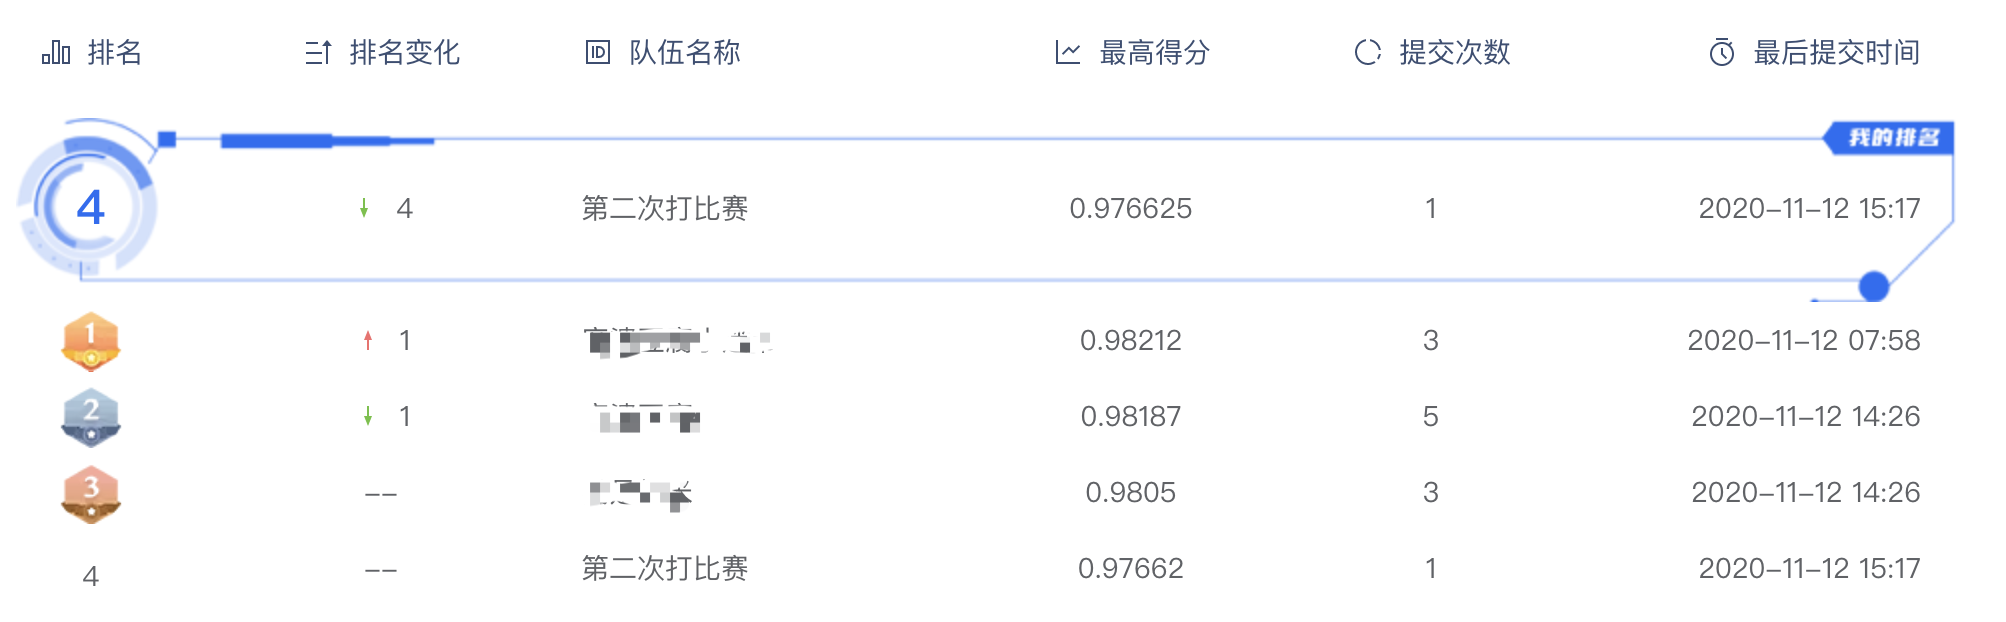 排名 排名变化 队伍名称 最高得分 提交次数 最后提交时间
我的排名
4 4 第二次打比赛 0.976625 1 2020-11-12 15:17
1 1 0.98212 3 2020-11-12 07:58
2 1 0.98187 5 2020-11-12 14:26
3 -- 0.9805 3 2020-11-12 14:26
4 -- 第二次打比赛 0.97662 1 2020-11-12 15:17